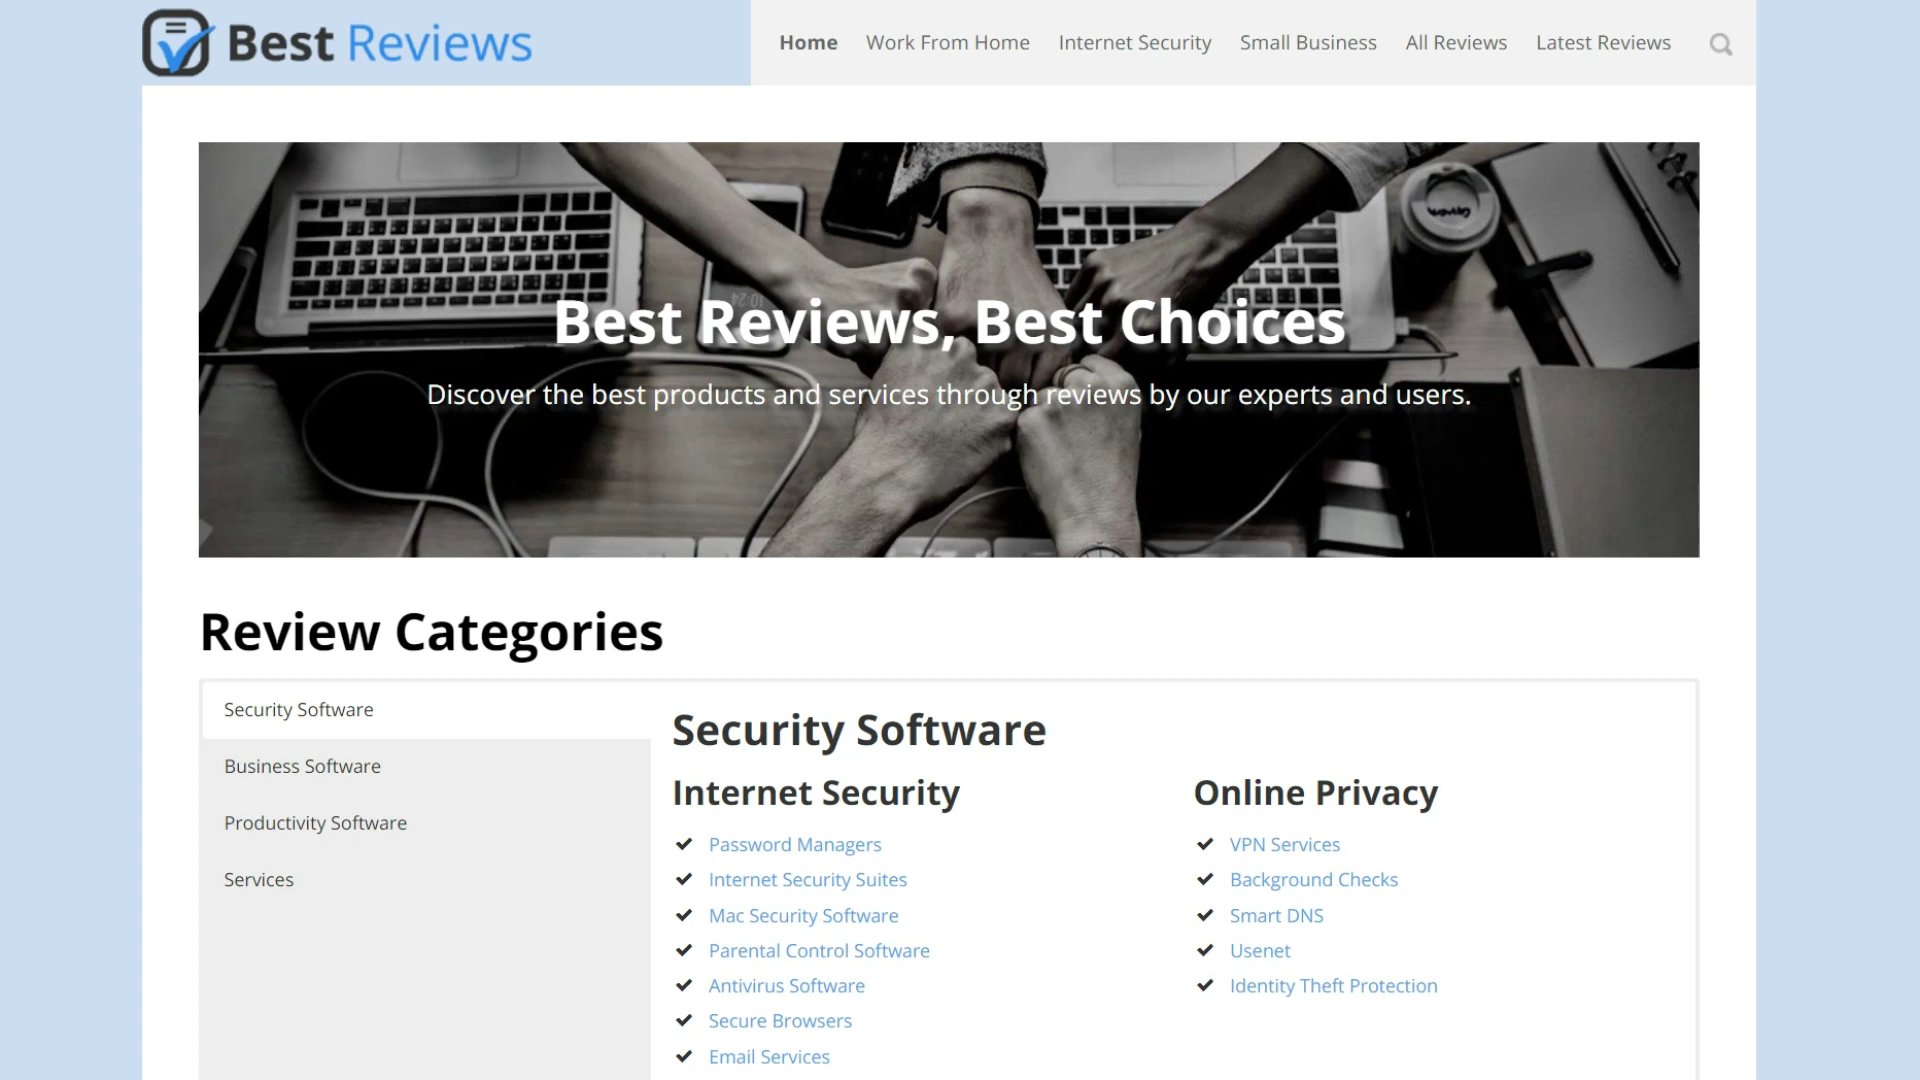 Best Reviews
Home Work From Home Internet Security Small Business All Reviews Latest Reviews
Best Reviews, Best Choices
Discover the best products and services through reviews by our experts and users.
Review Categories
Security Software
Business Software
Productivity Software
Services
Security Software
Internet Security
Password Managers
Internet Security Suites
Mac Security Software
Parental Control Software
Antivirus Software
Secure Browsers
Email Services
Online Privacy
VPN Services
Background Checks
Smart DNS
Usenet
Identity Theft Protection